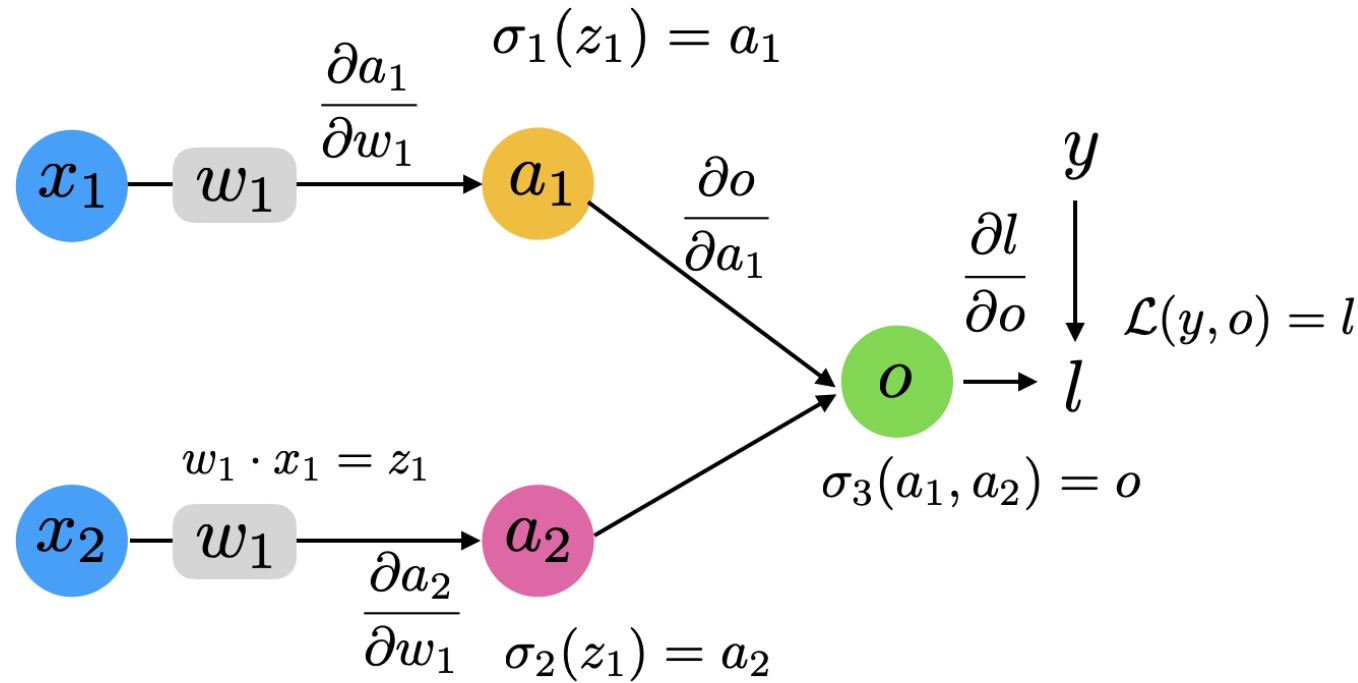 σ₁(z₁) = a₁
∂a₁/∂w₁
x₁ w₁ a₁
∂o/∂a₁
y
∂l/∂o
ℒ(y, o) = l
o l
σ₃(a₁, a₂) = o
w₁ · x₁ = z₁
x₂ w₁ a₂
∂a₂/∂w₁
σ₂(z₁) = a₂